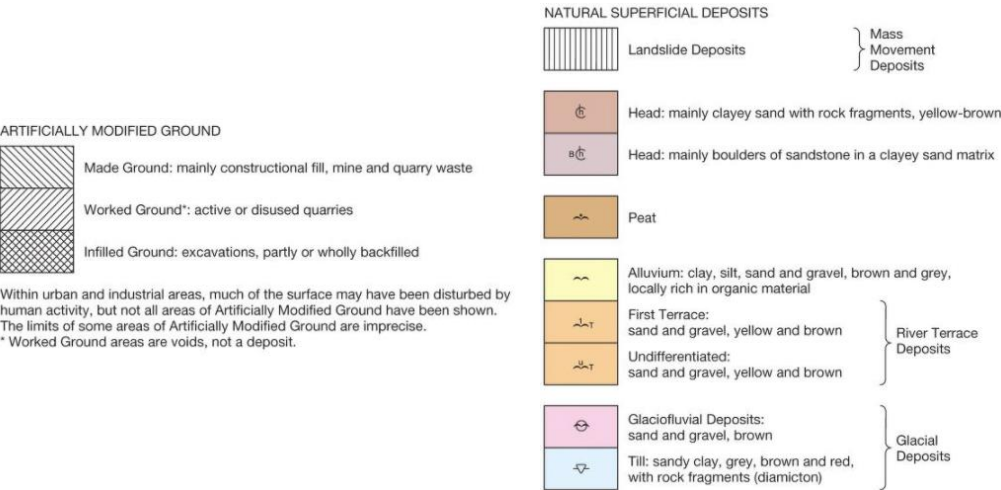 ARTIFICIALLY MODIFIED GROUND
Made Ground: mainly constructional fill, mine and quarry waste
Worked Ground*: active or disused quarries
Infilled Ground: excavations, partly or wholly backfilled
Within urban and industrial areas, much of the surface may have been disturbed by
human activity, but not all areas of Artificially Modified Ground have been shown.
The limits of some areas of Artificially Modified Ground are imprecise.
* Worked Ground areas are voids, not a deposit.
NATURAL SUPERFICIAL DEPOSITS
Landslide Deposits
Mass
Movement
Deposits
h
Head: mainly clayey sand with rock fragments, yellow-brown
B h
Head: mainly boulders of sandstone in a clayey sand matrix
Peat
Alluvium: clay, silt, sand and gravel, brown and grey,
locally rich in organic material
1 T
First Terrace:
sand and gravel, yellow and brown
U T
Undifferentiated:
sand and gravel, yellow and brown
River Terrace
Deposits
Glaciofluvial Deposits:
sand and gravel, brown
Till: sandy clay, grey, brown and red,
with rock fragments (diamicton)
Glacial
Deposits